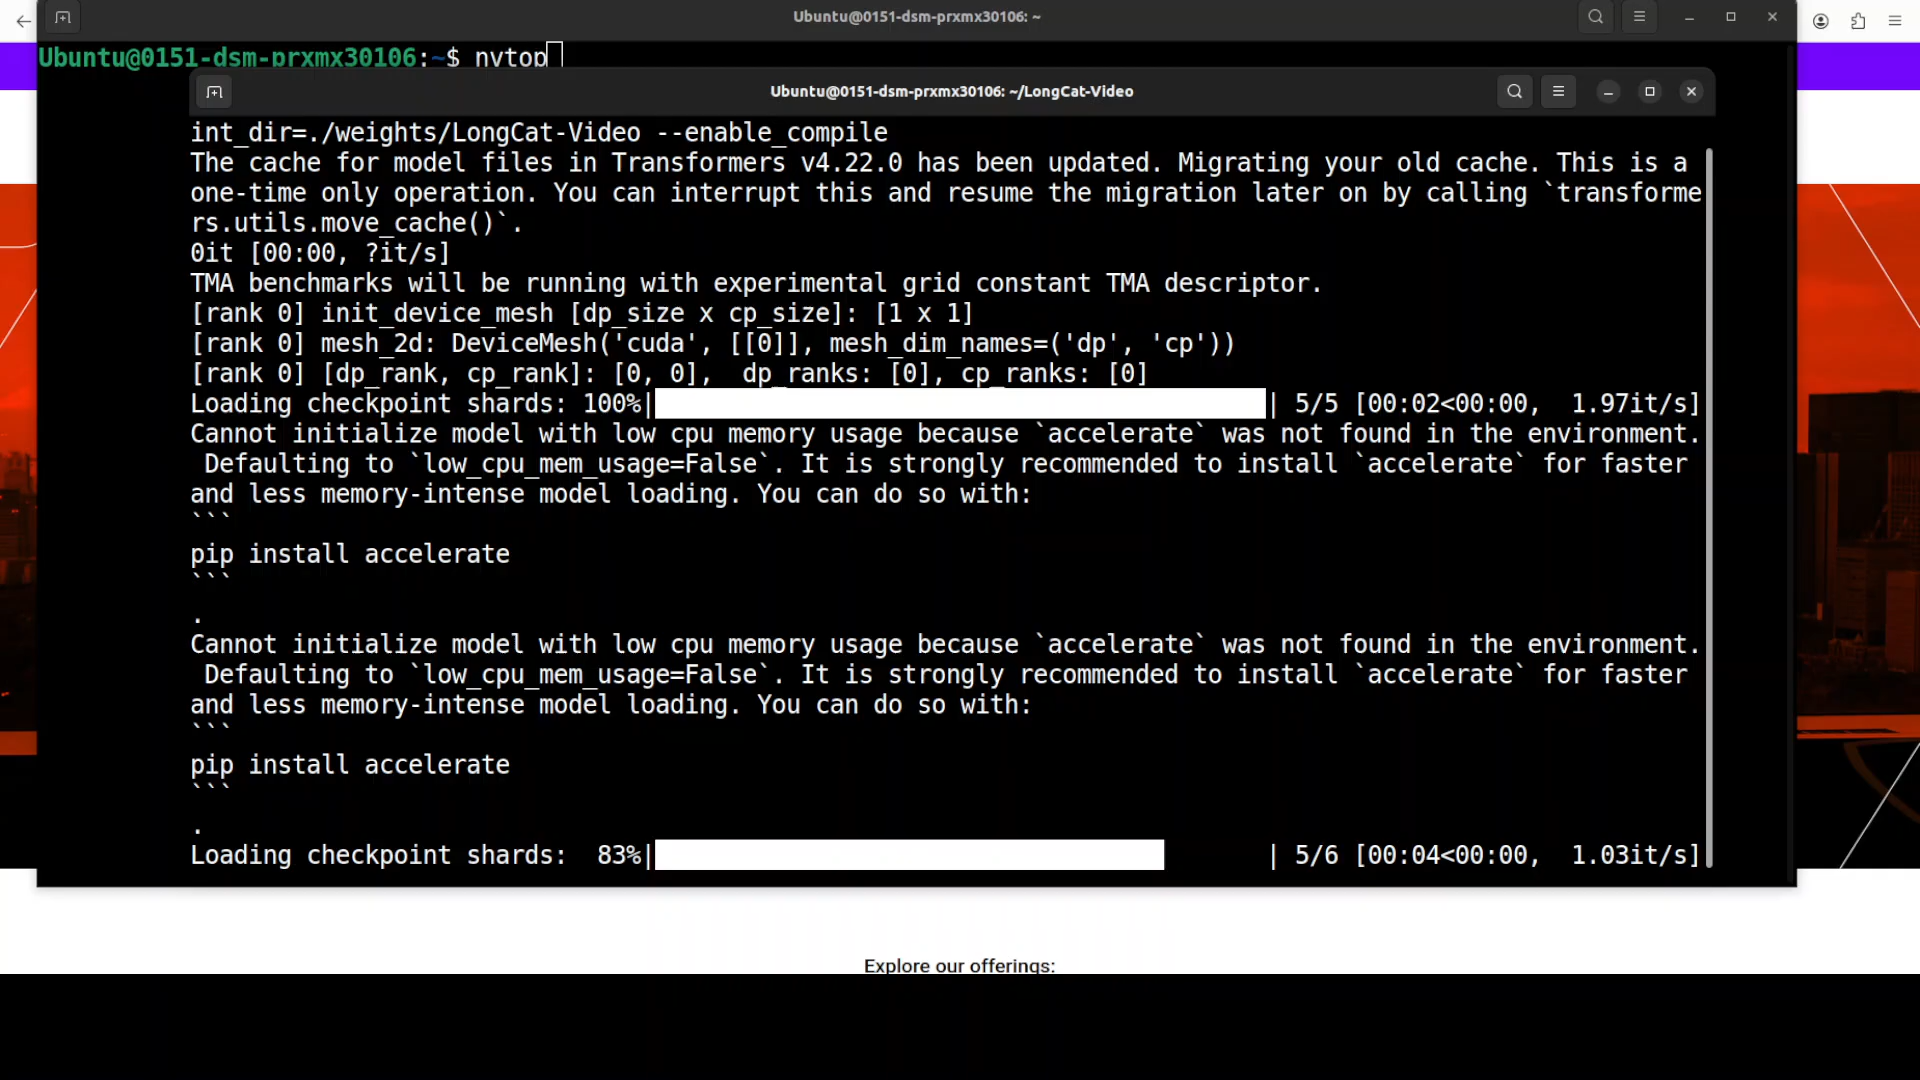 Ubuntu@0151-dsm-prxmx30106: ~
Ubuntu@0151-dsm-prxmx30106:~$ nvtop
Ubuntu@0151-dsm-prxmx30106: ~/LongCat-Video
int_dir=./weights/LongCat-Video --enable_compile
The cache for model files in Transformers v4.22.0 has been updated. Migrating your old cache. This is a
one-time only operation. You can interrupt this and resume the migration later on by calling `transforme
rs.utils.move_cache()`.
0it [00:00, ?it/s]
TMA benchmarks will be running with experimental grid constant TMA descriptor.
[rank 0] init_device_mesh [dp_size x cp_size]: [1 x 1]
[rank 0] mesh_2d: DeviceMesh('cuda', [[0]], mesh_dim_names=('dp', 'cp'))
[rank 0] [dp_rank, cp_rank]: [0, 0],  dp_ranks: [0], cp_ranks: [0]
Loading checkpoint shards: 100%| | 5/5 [00:02<00:00,  1.97it/s]
Cannot initialize model with low cpu memory usage because `accelerate` was not found in the environment.
 Defaulting to `low_cpu_mem_usage=False`. It is strongly recommended to install `accelerate` for faster
and less memory-intense model loading. You can do so with:
```
pip install accelerate
```
.
Cannot initialize model with low cpu memory usage because `accelerate` was not found in the environment.
 Defaulting to `low_cpu_mem_usage=False`. It is strongly recommended to install `accelerate` for faster
and less memory-intense model loading. You can do so with:
```
pip install accelerate
```
.
Loading checkpoint shards:  83%| | 5/6 [00:04<00:00,  1.03it/s]
Explore our offerings: